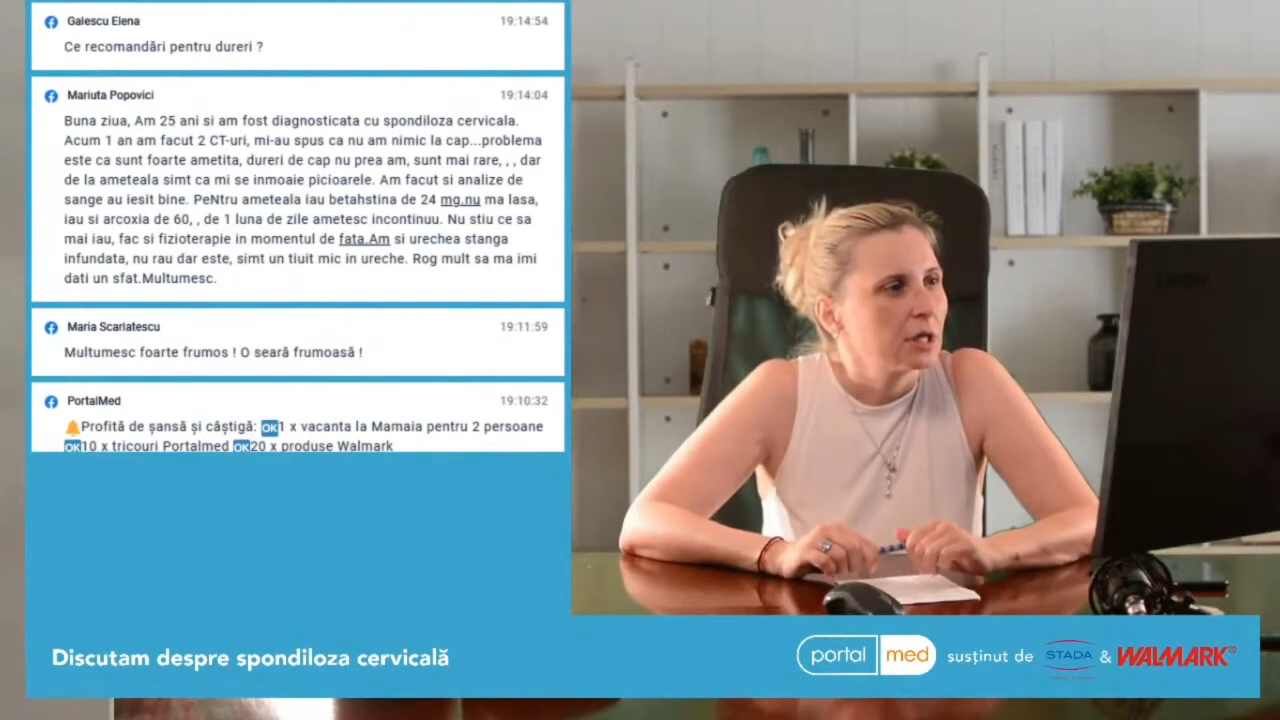 Galescu Elena 19:14:54
Ce recomandări pentru dureri ?
Mariuta Popovici 19:14:04
Buna ziua, Am 25 ani si am fost diagnosticata cu spondiloza cervicala.
Acum 1 an am facut 2 CT-uri, mi-au spus ca nu am nimic la cap...problema
este ca sunt foarte ametita, dureri de cap nu prea am, sunt mai rare, , , dar
de la ameteala simt ca mi se inmoaie picioarele. Am facut si analize de
sange au iesit bine. PeNtru ameteala iau betahstina de 24 mg.nu ma lasa,
iau si arcoxia de 60, , de 1 luna de zile ametesc incontinuu. Nu stiu ce sa
mai iau, fac si fizioterapie in momentul de fata.Am si urechea stanga
infundata, nu rau dar este, simt un tiuit mic in ureche. Rog mult sa ma imi
dati un sfat.Multumesc.
Maria Scarlatescu 19:11:59
Multumesc foarte frumos ! O seară frumoasă !
PortalMed 19:10:32
🔔Profită de șansă și câștigă: 🆗1 x vacanta la Mamaia pentru 2 persoane
🆗10 x tricouri Portalmed 🆗20 x produse Walmark
Discutam despre spondiloza cervicală
portal med susținut de STADA & WALMARK®